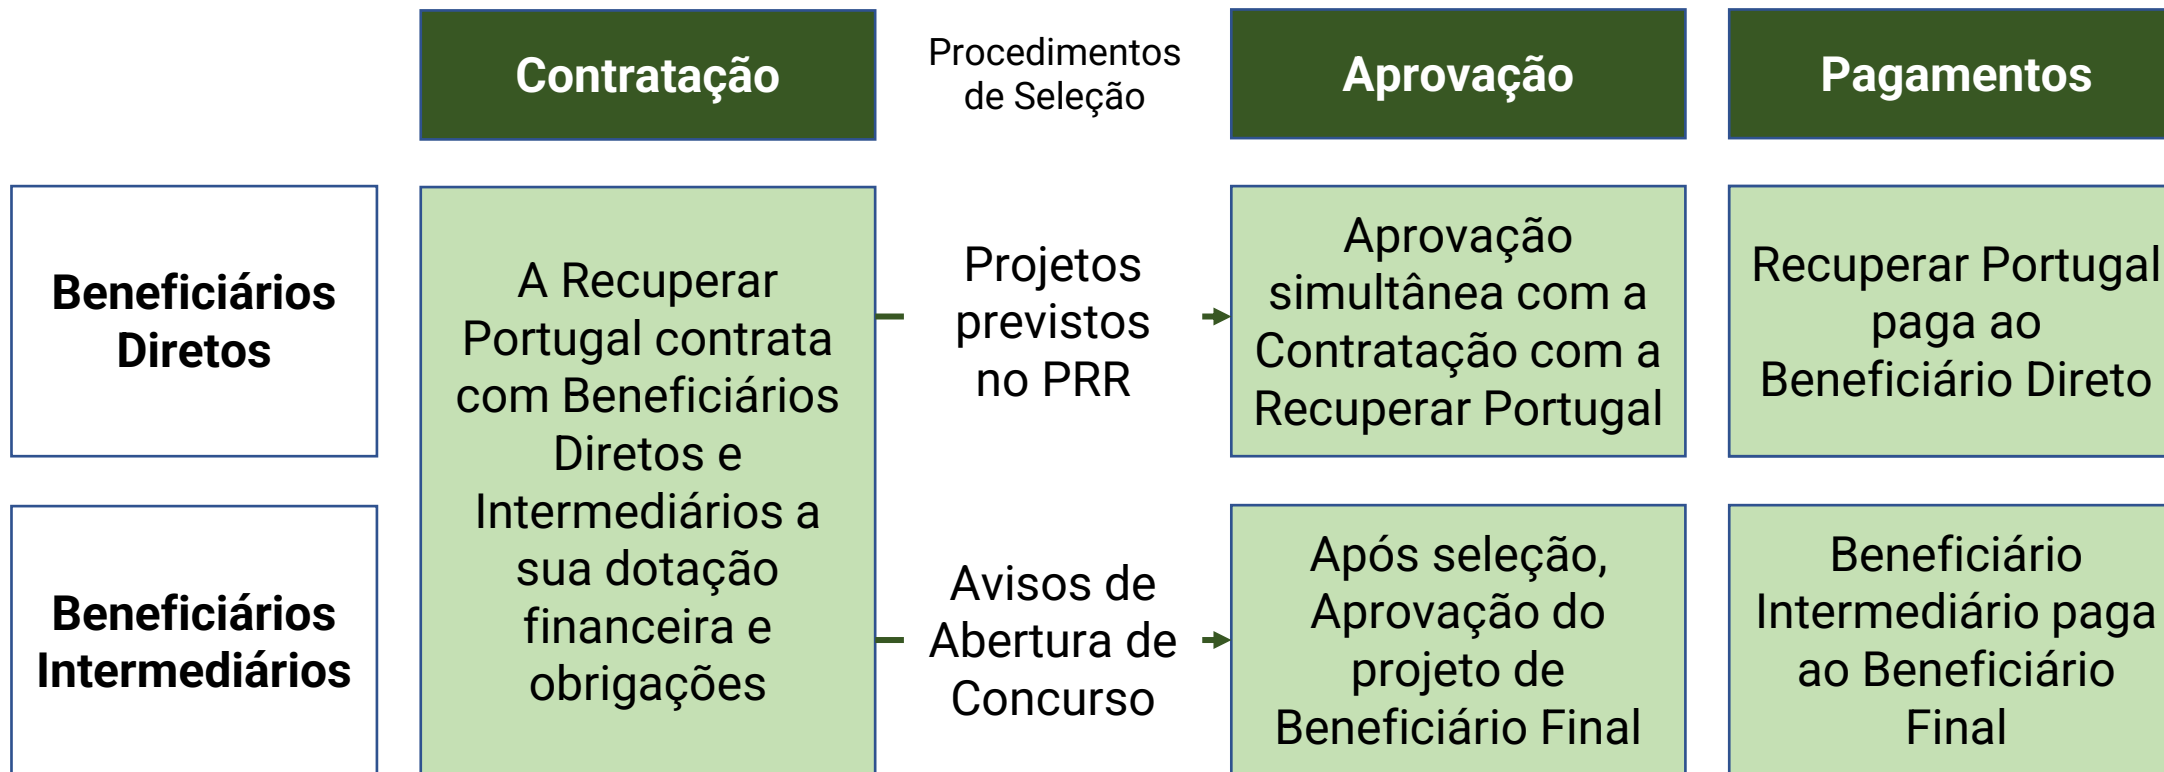 Contratação
Procedimentos
de Seleção
Aprovação
Pagamentos
Beneficiários
Diretos
A Recuperar
Portugal contrata
com Beneficiários
Diretos e
Intermediários a
sua dotação
financeira e
obrigações
Projetos
previstos
no PRR
Aprovação
simultânea com a
Contratação com a
Recuperar Portugal
Recuperar Portugal
paga ao
Beneficiário Direto
Beneficiários
Intermediários
Avisos de
Abertura de
Concurso
Após seleção,
Aprovação do
projeto de
Beneficiário Final
Beneficiário
Intermediário paga
ao Beneficiário
Final